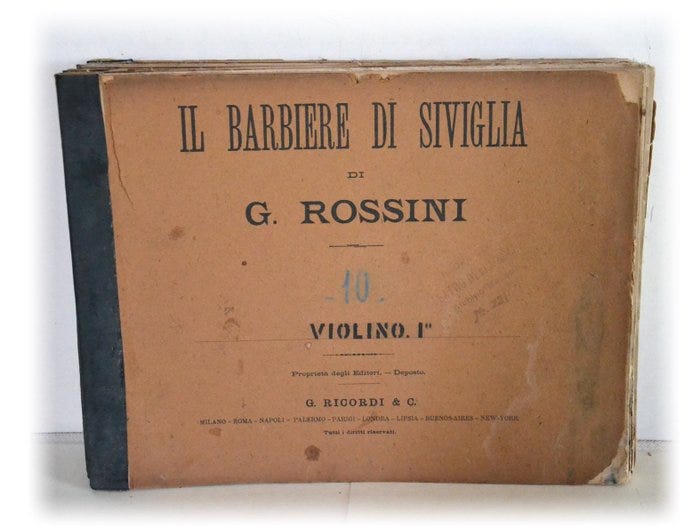 IL BARBIERE DI SIVIGLIA
DI
G. ROSSINI
-10-
VIOLINO. Iº
Proprietà degli Editori. — Deposto.
G. RICORDI & C.
MILANO – ROMA – NAPOLI – PALERMO – PARIGI – LONDRA – LIPSIA – BUENOS-AIRES – NEW-YORK
Tutti i diritti riservati.